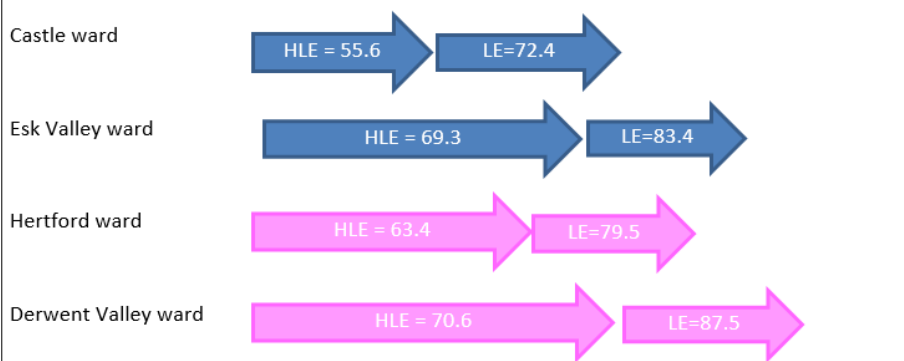 Castle ward
HLE = 55.6 LE=72.4
Esk Valley ward
HLE = 69.3 LE=83.4
Hertford ward
HLE = 63.4 LE=79.5
Derwent Valley ward
HLE = 70.6 LE=87.5